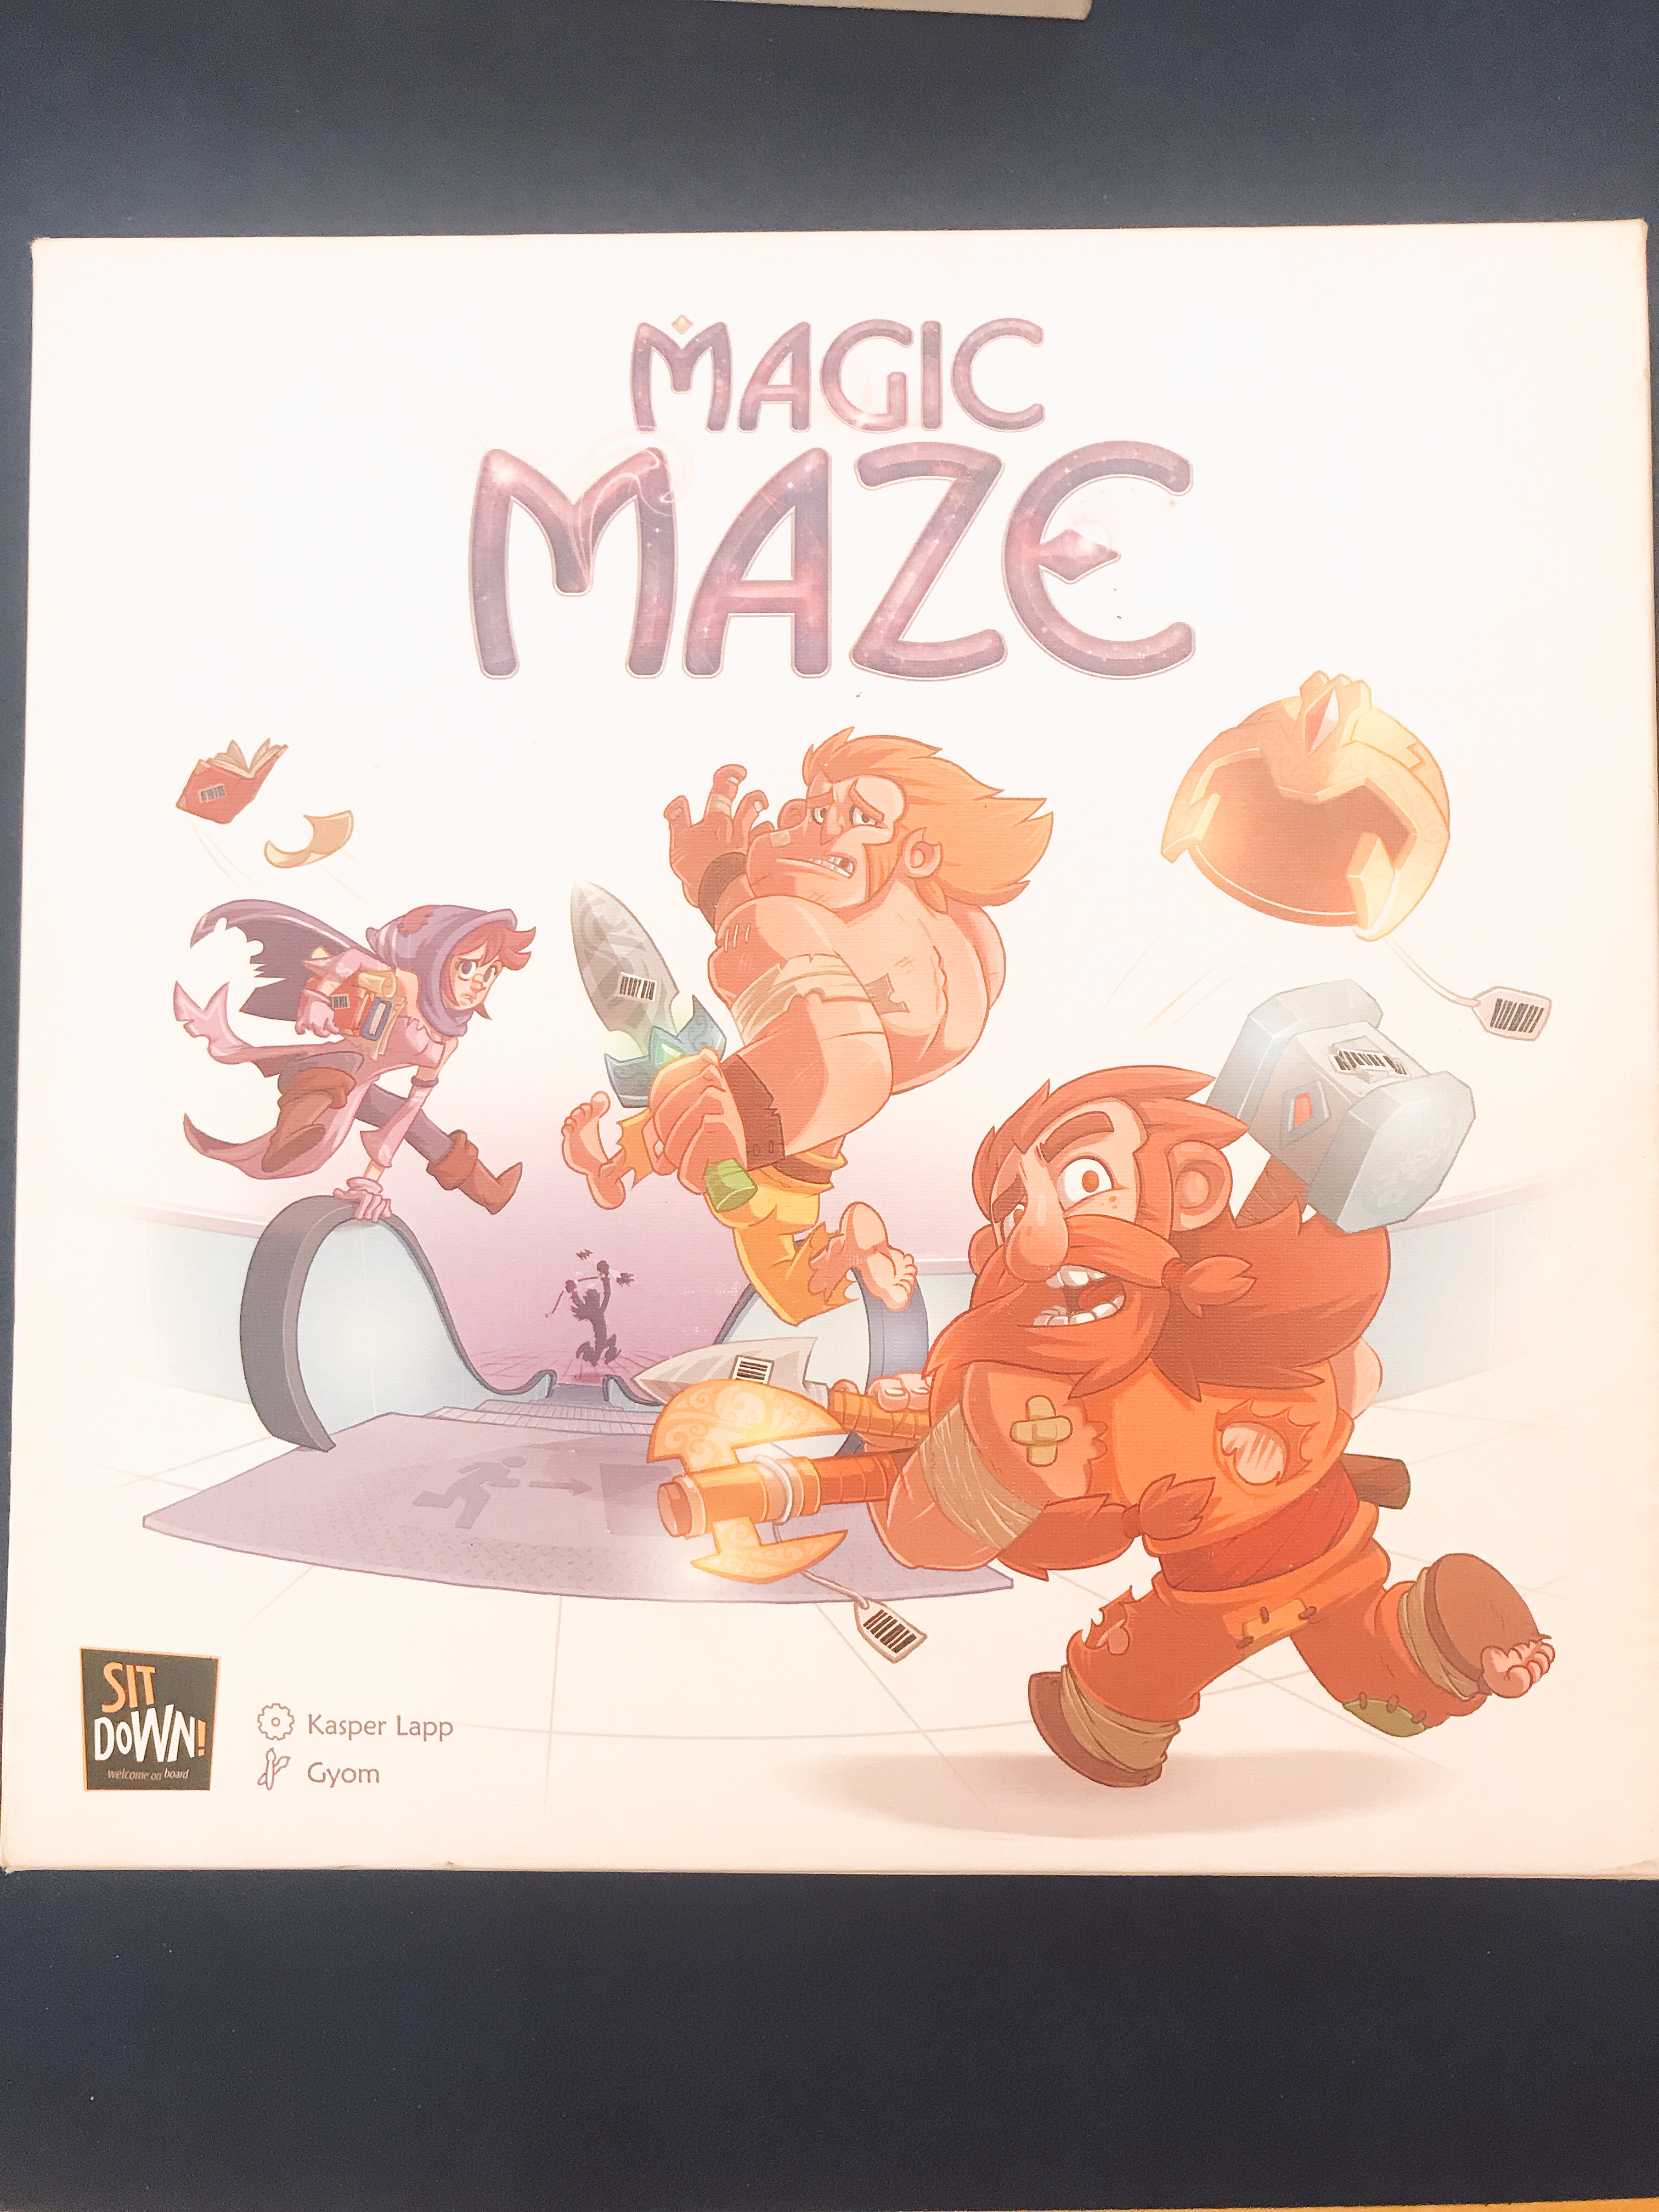 MAGIC
MAZE
SIT
DOWN!
welcome on board
Kasper Lapp
Gyom